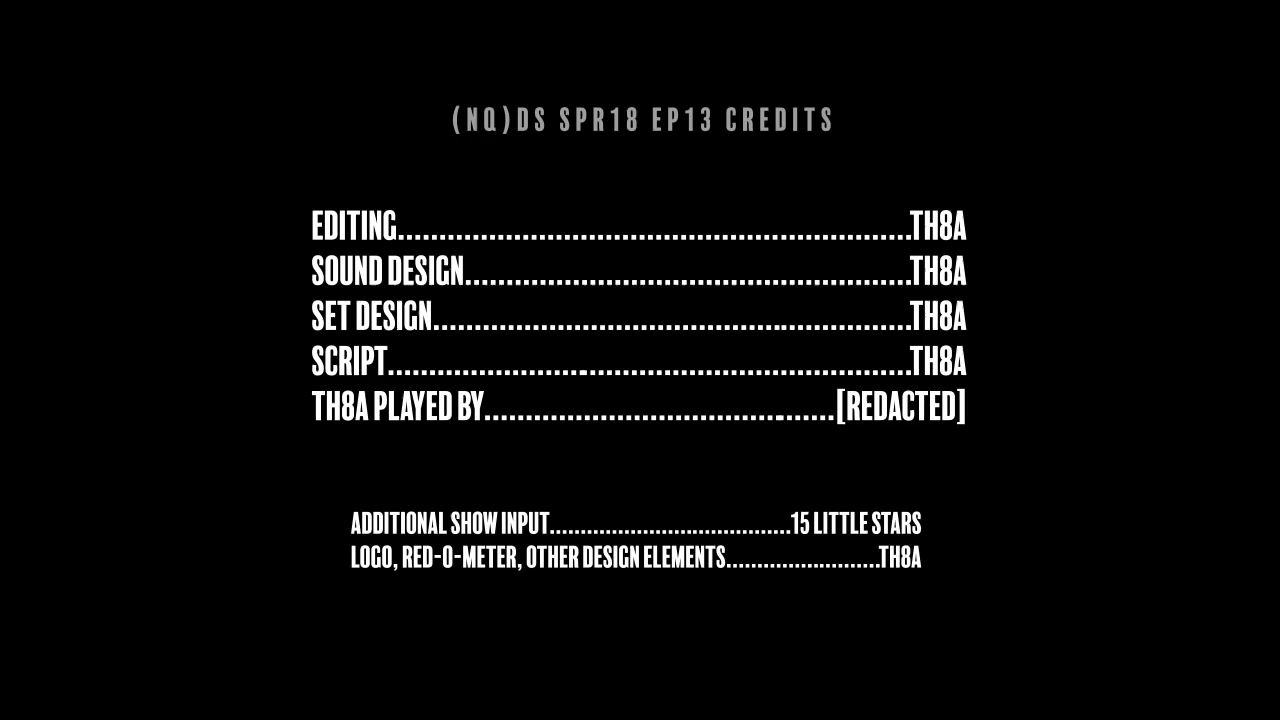 (NQ)DS SPR18 EP13 CREDITS
EDITING..................................................TH8A
SOUND DESIGN...........................................TH8A
SET DESIGN..............................................TH8A
SCRIPT...................................................TH8A
TH8A PLAYED BY..................................[REDACTED]
ADDITIONAL SHOW INPUT.......................................15 LITTLE STARS
LOGO, RED-O-METER, OTHER DESIGN ELEMENTS.........................TH8A